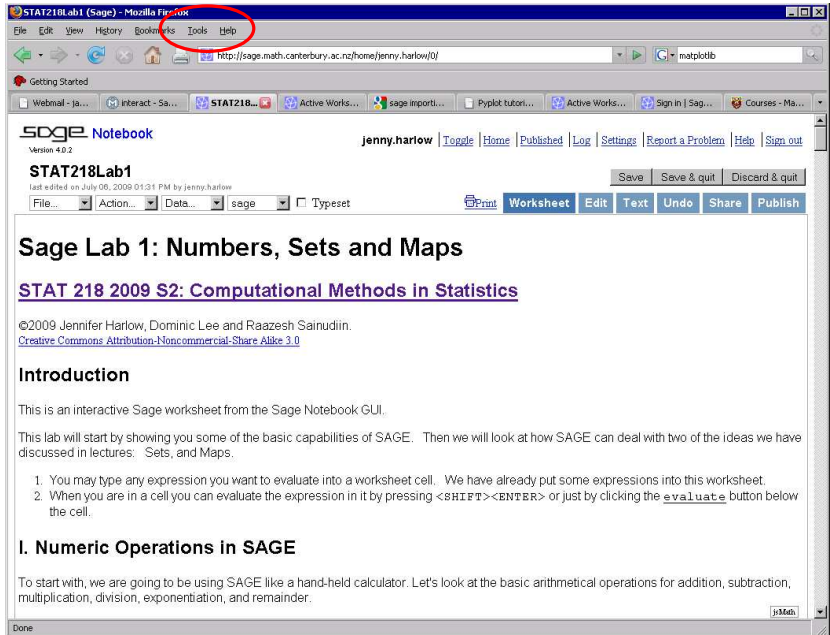 STAT218Lab1 (Sage) - Mozilla Firefox
File Edit View History Bookmarks Tools Help
http://sage.math.canterbury.ac.nz/home/jenny.harlow/0/ G matplotlib
Getting Started
Webmail - ja... interact - Sa... STAT218... Active Works... sage importi... Pyplot tutori... Active Works... Sign in | Sag... Courses - Ma...
sage Notebook
Version 4.0.2
jenny.harlow | Toggle | Home | Published | Log | Settings | Report a Problem | Help | Sign out
STAT218Lab1
Save Save & quit Discard & quit
last edited on July 06, 2009 01:31 PM by jenny.harlow
File... Action... Data... sage Typeset Print Worksheet Edit Text Undo Share Publish
Sage Lab 1: Numbers, Sets and Maps
STAT 218 2009 S2: Computational Methods in Statistics
©2009 Jennifer Harlow, Dominic Lee and Raazesh Sainudiin.
Creative Commons Attribution-Noncommercial-Share Alike 3.0
Introduction
This is an interactive Sage worksheet from the Sage Notebook GUI.
This lab will start by showing you some of the basic capabilities of SAGE. Then we will look at how SAGE can deal with two of the ideas we have
discussed in lectures: Sets, and Maps.
1. You may type any expression you want to evaluate into a worksheet cell. We have already put some expressions into this worksheet.
2. When you are in a cell you can evaluate the expression in it by pressing <SHIFT><ENTER> or just by clicking the evaluate button below
the cell.
I. Numeric Operations in SAGE
To start with, we are going to be using SAGE like a hand-held calculator. Let's look at the basic arithmetical operations for addition, subtraction,
multiplication, division, exponentiation, and remainder.
jsMath
Done